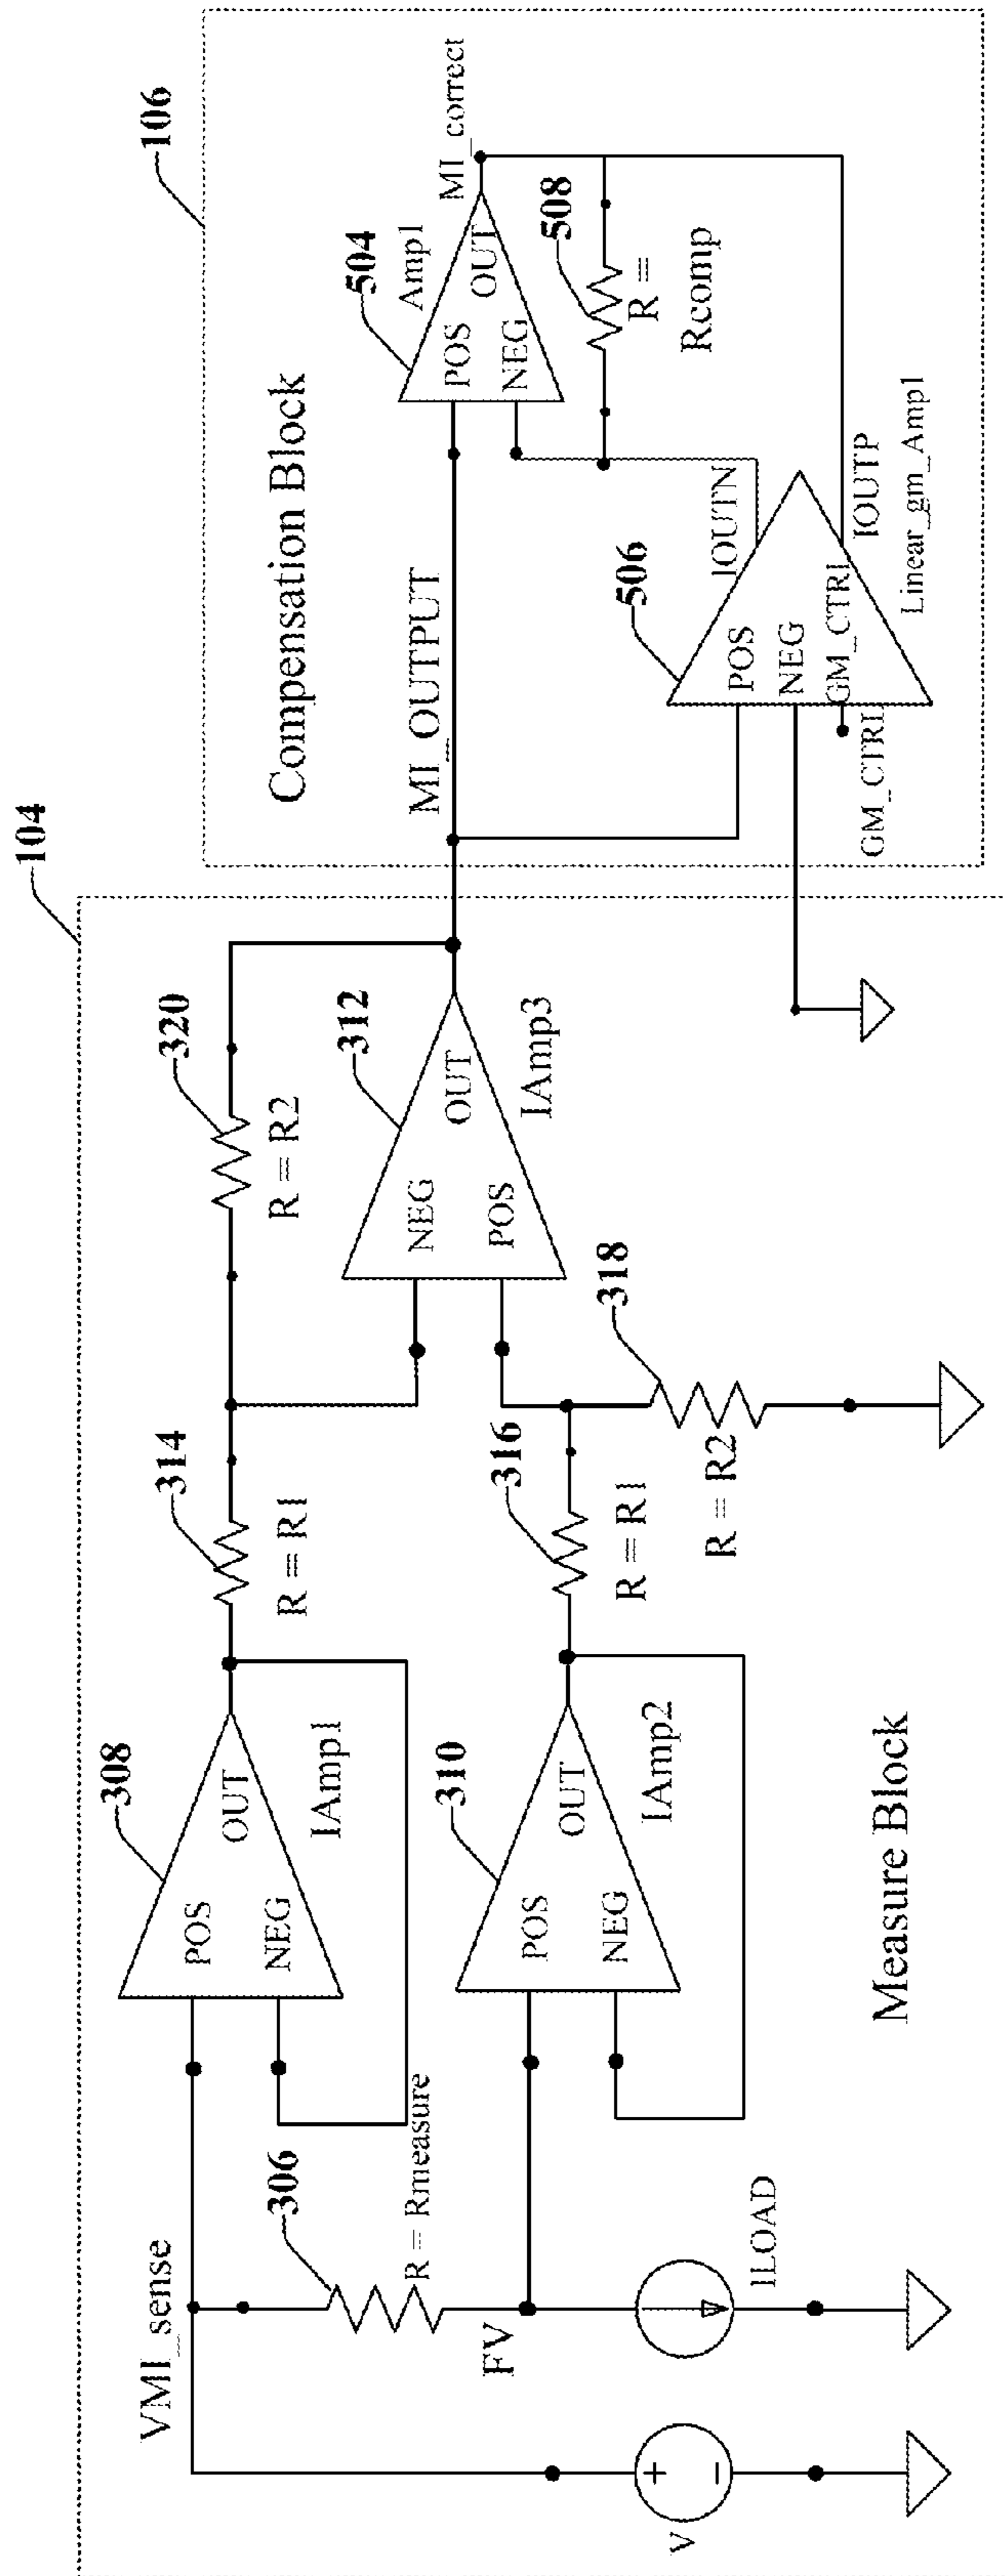 104
106
VMI_sense
306
R = Rmeasure
FV
ILOAD
V
+
−
308
POS
NEG
OUT
IAmp1
310
POS
NEG
OUT
IAmp2
314
R = R1
316
R = R1
318
R = R2
320
R = R2
312
NEG
POS
OUT
IAmp3
Measure Block
Compensation Block
MI_OUTPUT
504
Amp1
POS
NEG
OUT
MI_correct
508
R =
Rcomp
506
POS
NEG
GM_CTRL
GM_CTRL
IOUTN
IOUTP
Linear_gm_Amp1